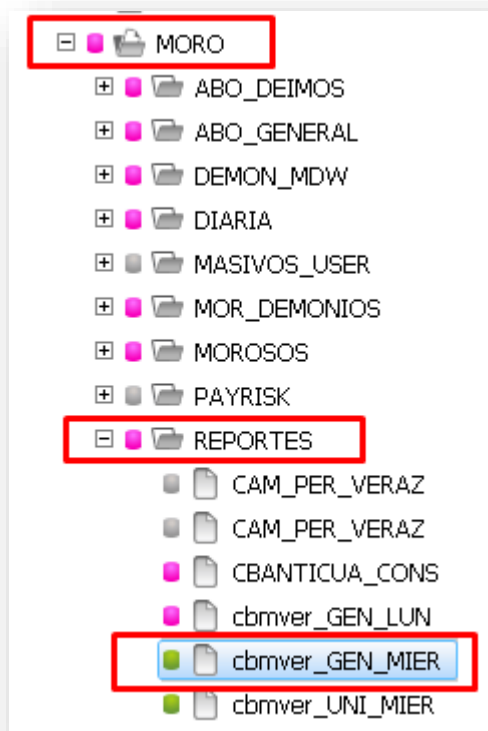 MORO
ABO_DEIMOS
ABO_GENERAL
DEMON_MDW
DIARIA
MASIVOS_USER
MOR_DEMONIOS
MOROSOS
PAYRISK
REPORTES
CAM_PER_VERAZ
CAM_PER_VERAZ
CBANTICUA_CONS
cbmver_GEN_LUN
cbmver_GEN_MIER
cbmver_UNI_MIER